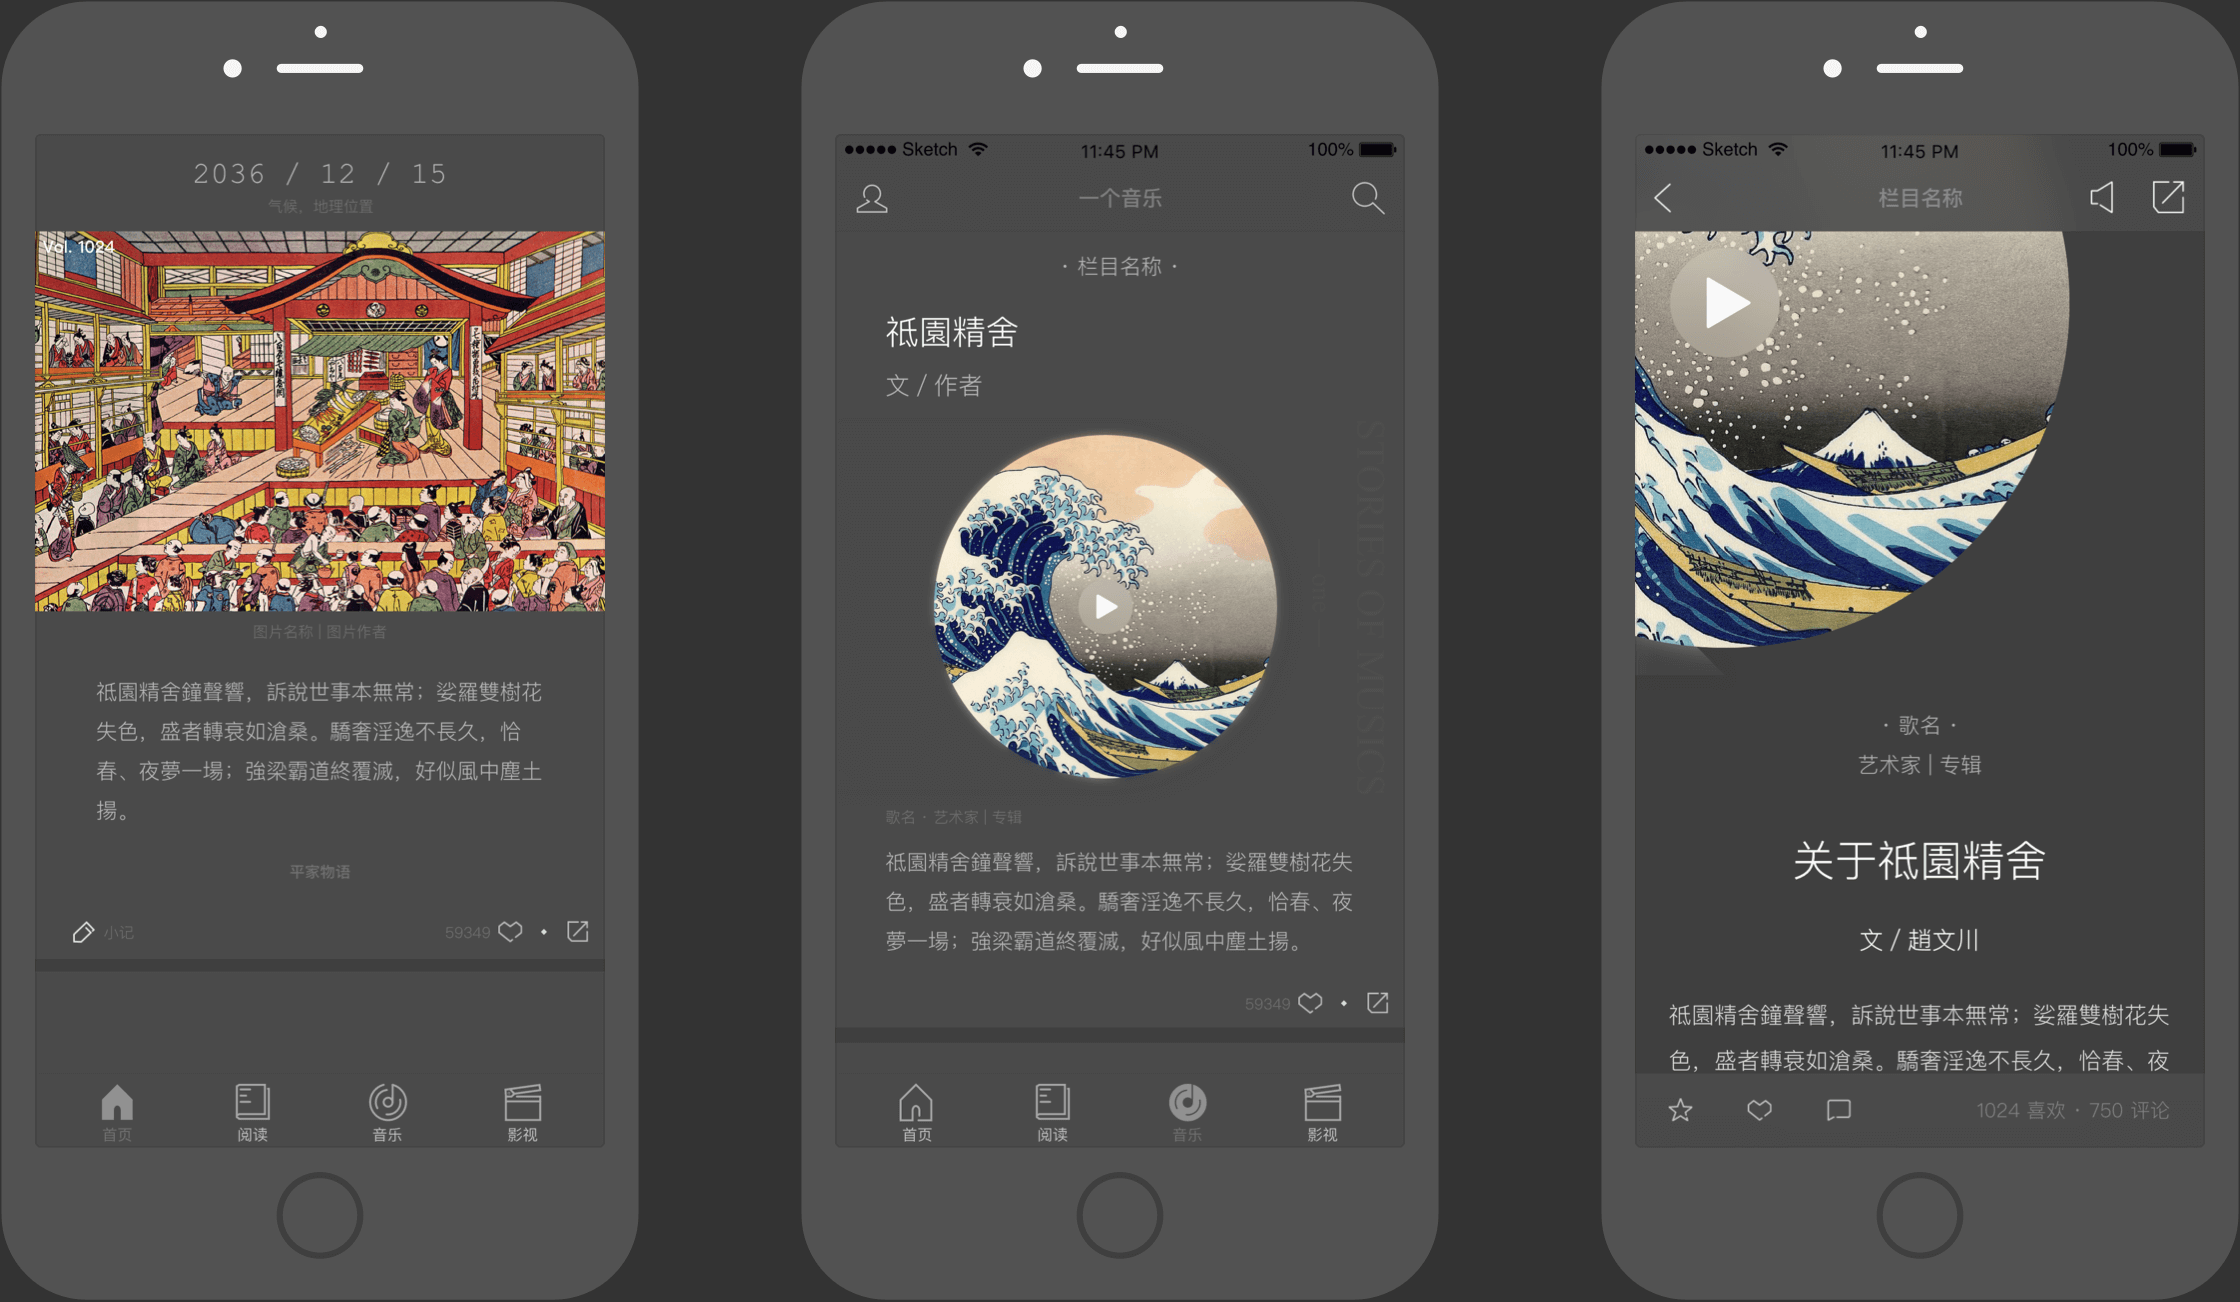 2036 / 12 / 15
气候，地理位置
Vol. 1024
图片名称 | 图片作者
祗園精舍鐘聲響，訴說世事本無常；娑羅雙樹花
失色，盛者轉衰如滄桑。驕奢淫逸不長久，恰
春、夜夢一場；強梁霸道終覆滅，好似風中塵土
揚。
平家物语
小记
59349
首页
阅读
音乐
影视
Sketch
11:45 PM
100%
一个音乐
· 栏目名称 ·
祗園精舍
文 / 作者
STORIES OF MUSICS
歌名 · 艺术家 | 专辑
祗園精舍鐘聲響，訴說世事本無常；娑羅雙樹花失
色，盛者轉衰如滄桑。驕奢淫逸不長久，恰春、夜
夢一場；強梁霸道終覆滅，好似風中塵土揚。
59349
首页
阅读
音乐
影视
Sketch
11:45 PM
100%
栏目名称
· 歌名 ·
艺术家 | 专辑
关于祗園精舍
文 / 趙文川
祗園精舍鐘聲響，訴說世事本無常；娑羅雙樹花失
色，盛者轉衰如滄桑。驕奢淫逸不長久，恰春、夜
1024 喜欢 · 750 评论